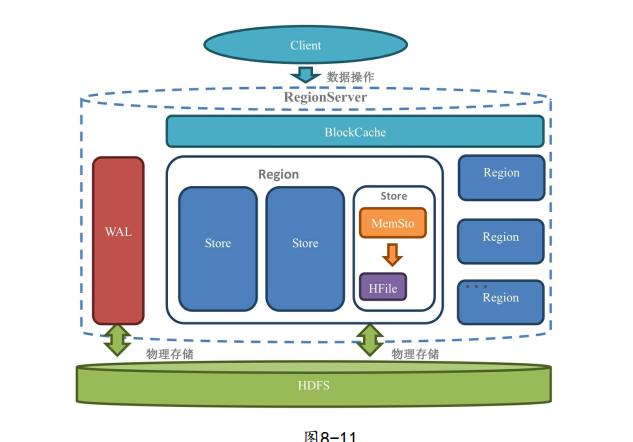 Client
数据操作
RegionServer
BlockCache
Region
Store
Store
Store
MemSto
HFile
WAL
Region
Region
...
Region
物理存储
物理存储
HDFS
图8-11